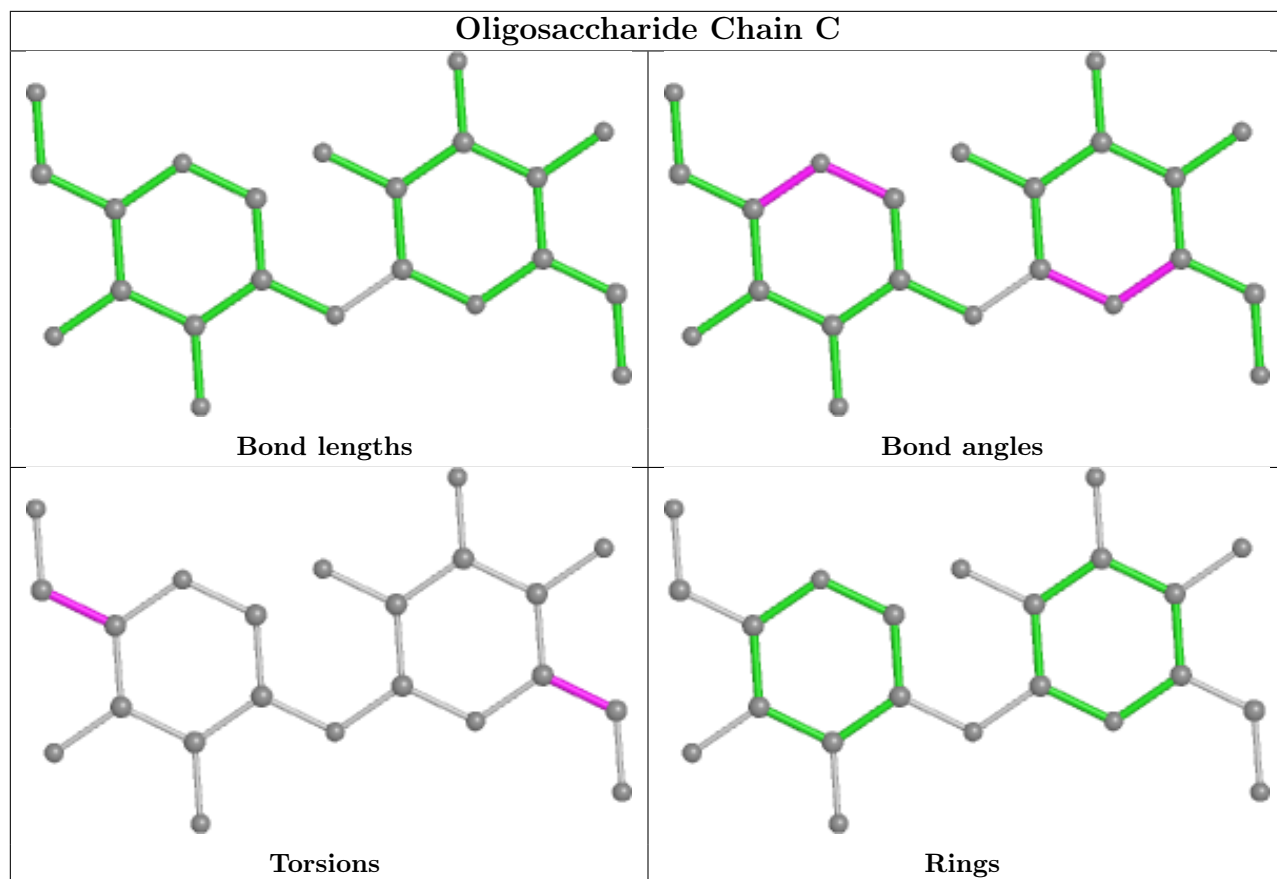 Oligosaccharide Chain C
Bond lengths
Bond angles
Torsions
Rings